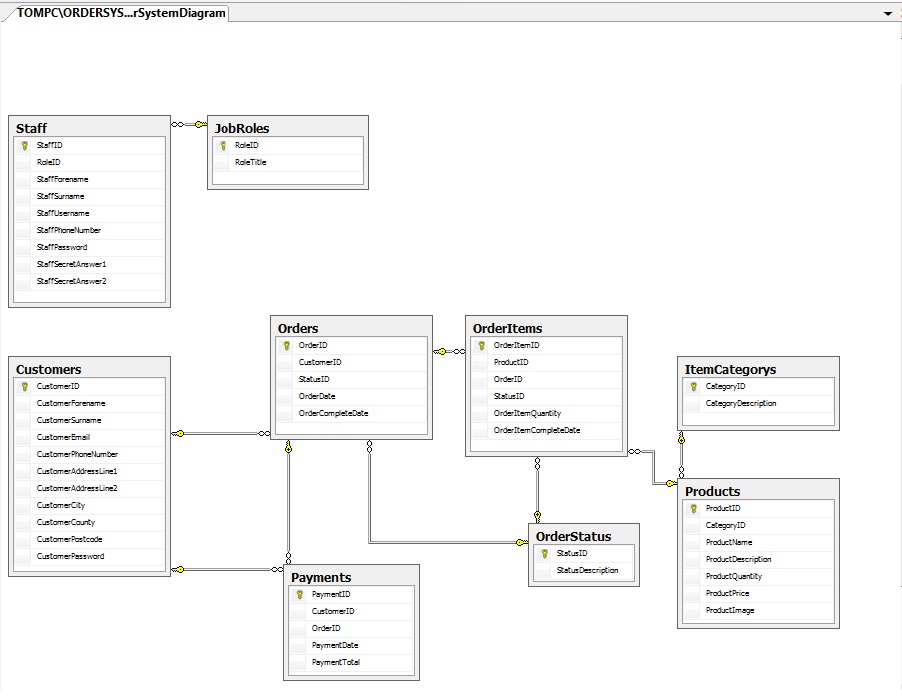 TOMPC\ORDERSYS...rSystemDiagram
Staff
StaffID
RoleID
StaffForename
StaffSurname
StaffUsername
StaffPhoneNumber
StaffPassword
StaffSecretAnswer1
StaffSecretAnswer2
JobRoles
RoleID
RoleTitle
Customers
CustomerID
CustomerForename
CustomerSurname
CustomerEmail
CustomerPhoneNumber
CustomerAddressLine1
CustomerAddressLine2
CustomerCity
CustomerCounty
CustomerPostcode
CustomerPassword
Orders
OrderID
CustomerID
StatusID
OrderDate
OrderCompleteDate
OrderItems
OrderItemID
ProductID
OrderID
StatusID
OrderItemQuantity
OrderItemCompleteDate
ItemCategorys
CategoryID
CategoryDescription
Products
ProductID
CategoryID
ProductName
ProductDescription
ProductQuantity
ProductPrice
ProductImage
OrderStatus
StatusID
StatusDescription
Payments
PaymentID
CustomerID
OrderID
PaymentDate
PaymentTotal